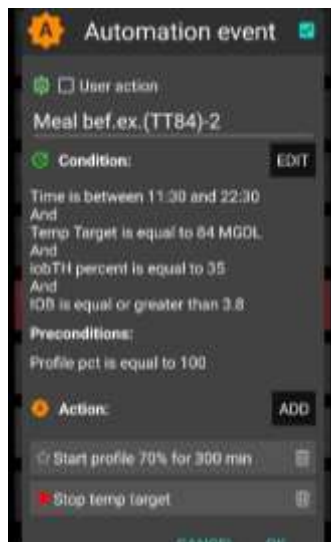 Automation event
User action
Meal bef.ex.(TT84)-2
Condition:
EDIT
Time is between 11:30 and 22:30
And
Temp Target is equal to 84 MGDL
And
iobTH percent is equal to 35
And
IOB is equal or greater than 3.8
Preconditions:
Profile pct is equal to 100
Action:
ADD
Start profile 70% for 300 min
Stop temp target